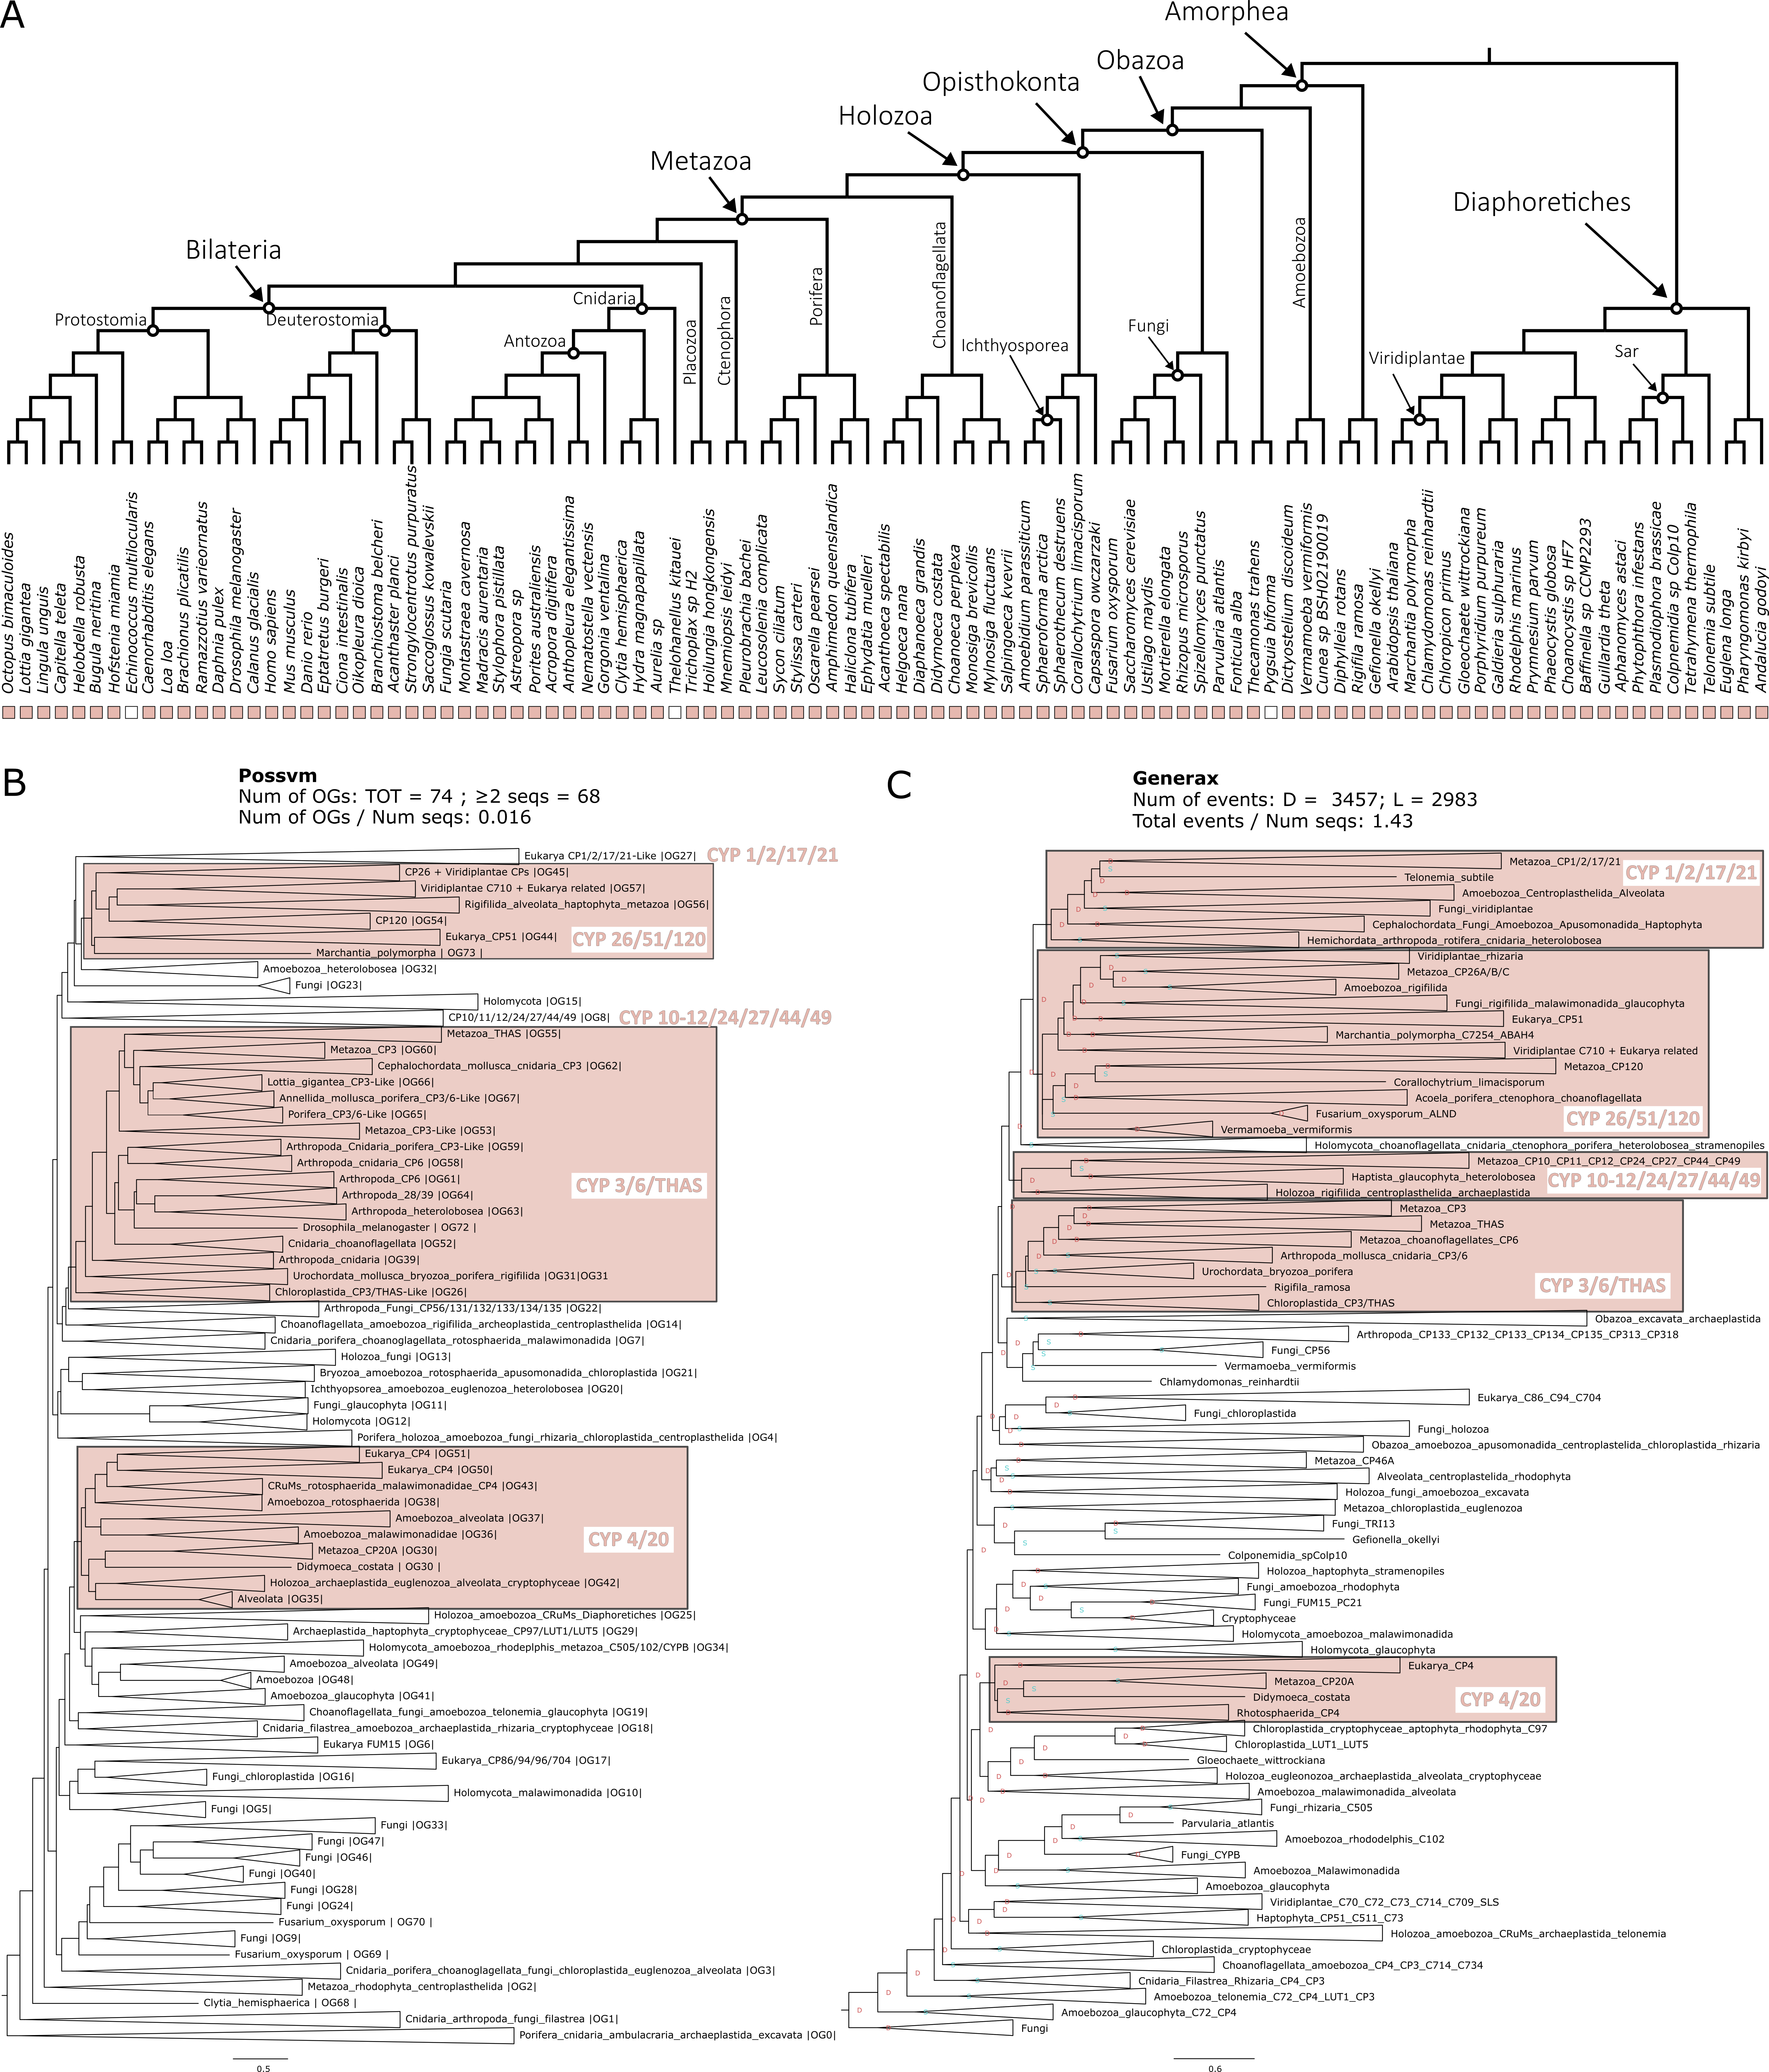 A
Amorphea
Obazoa
Opisthokonta
Holozoa
Metazoa
Diaphoretiches
Bilateria
Protostomia
Deuterostomia
Cnidaria
Antozoa
Placozoa
Ctenophora
Porifera
Choanoflagellata
Ichthyosporea
Fungi
Amoebozoa
Viridiplantae
Sar
Octopus bimaculoides
Lottia gigantea
Lingula unguis
Capitella teleta
Helobdella robusta
Bugula neritina
Hofstenia miamia
Echinococcus multilocularis
Caenorhabditis elegans
Loa loa
Brachionus plicatilis
Ramazzotius varieornatus
Daphnia pulex
Drosophila melanogaster
Calanus glacialis
Homo sapiens
Mus musculus
Danio rerio
Eptatretus burgeri
Ciona intestinalis
Oikopleura dioica
Branchiostoma belcheri
Acanthaster planci
Strongylocentrotus purpuratus
Saccoglossus kowalevskii
Fungia scutaria
Montastraea cavernosa
Madracis aurentaria
Stylophora pistillata
Astreopora sp
Porites australiensis
Acropora digitifera
Anthopleura elegantissima
Nematostella vectensis
Gorgonia ventalina
Clytia hemisphaerica
Hydra magnapapillata
Aurelia sp
Thelohanellus kitauei
Trichoplax sp H2
Hoilungia hongkongensis
Mnemiopsis leidyi
Pleurobrachia bachei
Leucosolenia complicata
Sycon ciliatum
Stylissa carteri
Oscarella pearsei
Amphimedon queenslandica
Haliclona tubifera
Ephydatia muelleri
Acanthoeca spectabilis
Helgoeca nana
Diaphanoeca grandis
Didymoeca costata
Choanoeca perplexa
Monosiga brevicollis
Mylnosiga fluctuans
Salpingoeca kvevrii
Amoebidium parasiticum
Sphaeroforma arctica
Sphaerothecum destruens
Corallochytrium limacisporum
Capsaspora owczarzaki
Fusarium oxysporum
Saccharomyces cerevisiae
Ustilago maydis
Mortierella elongata
Rhizopus microsporus
Spizellomyces punctatus
Parvularia atlantis
Fonticula alba
Thecamonas trahens
Pygsuia biforma
Dictyostelium discoideum
Vermamoeba vermiformis
Cunea sp BSH02190019
Diphylleia rotans
Rigifila ramosa
Gefionella okellyi
Arabidopsis thaliana
Marchantia polymorpha
Chlamydomonas reinhardtii
Chloropicon primus
Gloeochaete wittrockiana
Porphyridium purpureum
Galdieria sulphuraria
Rhodelphis marinus
Prymnesium parvum
Phaeocystis globosa
Choanocystis sp HF7
Baffinella sp CCMP2293
Guillardia theta
Aphanomyces astaci
Phytophthora infestans
Plasmodiophora brassicae
Colpnemidia sp Colp10
Tetrahymena thermophila
Telonemia subtile
Euglena longa
Pharyngomonas kirbyi
Andalucia godoyi
B
Possvm
Num of OGs: TOT = 74 ; ≥2 seqs = 68
Num of OGs / Num seqs: 0.016
Eukarya CP1/2/17/21-Like |OG27| CYP 1/2/17/21
CP26 + Viridiplantae CPs |OG45|
Viridiplantae C710 + Eukarya related |OG57|
Rigifilida_alveolata_haptophyta_metazoa |OG56|
CP120 |OG54|
Eukarya_CP51 |OG44| CYP 26/51/120
Marchantia_polymorpha | OG73 |
Amoebozoa_heterolobosea |OG32|
Fungi |OG23|
Holomycota |OG15|
CP10/11/12/24/27/44/49 |OG8| CYP 10-12/24/27/44/49
Metazoa_THAS |OG55|
Metazoa_CP3 |OG60|
Cephalochordata_mollusca_cnidaria_CP3 |OG62|
Lottia_gigantea_CP3-Like |OG66|
Annellida_mollusca_porifera_CP3/6-Like |OG67|
Porifera_CP3/6-Like |OG65|
Metazoa_CP3-Like |OG53|
Arthropoda_Cnidaria_porifera_CP3-Like |OG59|
Arthropoda_cnidaria_CP6 |OG58|
Arthropoda_CP6 |OG61|
CYP 3/6/THAS
Arthropoda_28/39 |OG64|
Arthropoda_heterolobosea |OG63|
Drosophila_melanogaster | OG72 |
Cnidaria_choanoflagellata |OG52|
Arthropoda_cnidaria |OG39|
Urochordata_mollusca_bryozoa_porifera_rigifilida |OG31|OG31
Chloroplastida_CP3/THAS-Like |OG26|
Arthropoda_Fungi_CP56/131/132/133/134/135 |OG22|
Choanoflagellata_amoebozoa_rigifilida_archeoplastida_centroplasthelida |OG14|
Cnidaria_porifera_choanoglagellata_rotosphaerida_malawimonadida |OG7|
Holozoa_fungi |OG13|
Bryozoa_amoebozoa_rotosphaerida_apusomonadida_chloroplastida |OG21|
Ichthyopsorea_amoebozoa_euglenozoa_heterolobosea |OG20|
Fungi_glaucophyta |OG11|
Holomycota |OG12|
Porifera_holozoa_amoebozoa_fungi_rhizaria_chloroplastida_centroplasthelida |OG4|
Eukarya_CP4 |OG51|
Eukarya_CP4 |OG50|
CRuMs_rotosphaerida_malawimonadidae_CP4 |OG43|
Amoebozoa_rotosphaerida |OG38|
Amoebozoa_alveolata |OG37|
Amoebozoa_malawimonadidae |OG36|
CYP 4/20
Metazoa_CP20A |OG30|
Didymoeca_costata | OG30 |
Holozoa_archaeplastida_euglenozoa_alveolata_cryptophyceae |OG42|
Alveolata |OG35|
Holozoa_amoebozoa_CRuMs_Diaphoretiches |OG25|
Archaeplastida_haptophyta_cryptophyceae_CP97/LUT1/LUT5 |OG29|
Holomycota_amoebozoa_rhodeplphis_metazoa_C505/102/CYPB |OG34|
Amoebozoa_alveolata |OG49|
Amoebozoa |OG48|
Amoebozoa_glaucophyta |OG41|
Choanoflagellata_fungi_amoebozoa_telonemia_glaucophyta |OG19|
Cnidaria_filastrea_amoebozoa_archaeplastida_rhizaria_cryptophyceae |OG18|
Eukarya FUM15 |OG6|
Eukarya_CP86/94/96/704 |OG17|
Fungi_chloroplastida |OG16|
Holomycota_malawimonadida |OG10|
Fungi |OG5|
Fungi |OG33|
Fungi |OG47|
Fungi |OG46|
Fungi |OG40|
Fungi |OG28|
Fungi |OG24|
Fusarium_oxysporum | OG70 |
Fungi |OG9|
Fusarium_oxysporum | OG69 |
Cnidaria_porifera_choanoglagellata_fungi_chloroplastida_euglenozoa_alveolata |OG3|
Metazoa_rhodophyta_centroplasthelida |OG2|
Clytia_hemisphaerica | OG68 |
Cnidaria_arthropoda_fungi_filastrea |OG1|
Porifera_cnidaria_ambulacraria_archaeplastida_excavata |OG0|
0.5
C
Generax
Num of events: D = 3457; L = 2983
Total events / Num seqs: 1.43
Metazoa_CP1/2/17/21
CYP 1/2/17/21
Telonemia_subtile
Amoebozoa_Centroplasthelida_Alveolata
Fungi_viridiplantae
Cephalochordata_Fungi_Amoebozoa_Apusomonadida_Haptophyta
Hemichordata_arthropoda_rotifera_cnidaria_heterolobosea
Viridiplantae_rhizaria
Metazoa_CP26A/B/C
Amoebozoa_rigifilida
Fungi_rigifilida_malawimonadida_glaucophyta
Eukarya_CP51
Marchantia_polymorpha_C7254_ABAH4
Viridiplantae C710 + Eukarya related
Metazoa_CP120
Corallochytrium_limacisporum
Acoela_porifera_ctenophora_choanoflagellata
Fusarium_oxysporum_ALND
CYP 26/51/120
Vermamoeba_vermiformis
Holomycota_choanoflagellata_cnidaria_ctenophora_porifera_heterolobosea_stramenopiles
Metazoa_CP10_CP11_CP12_CP24_CP27_CP44_CP49
Haptista_glaucophyta_heterolobosea
CYP 10-12/24/27/44/49
Holozoa_rigifilida_centroplasthelida_archaeplastida
Metazoa_CP3
Metazoa_THAS
Metazoa_choanoflagellates_CP6
Arthropoda_mollusca_cnidaria_CP3/6
Urochordata_bryozoa_porifera
Rigifila_ramosa
CYP 3/6/THAS
Chloroplastida_CP3/THAS
Obazoa_excavata_archaeplastida
Arthropoda_CP133_CP132_CP133_CP134_CP135_CP313_CP318
Fungi_CP56
Vermamoeba_vermiformis
Chlamydomonas_reinhardtii
Eukarya_C86_C94_C704
Fungi_chloroplastida
Fungi_holozoa
Obazoa_amoebozoa_apusomonadida_centroplastelida_chloroplastida_rhizaria
Metazoa_CP46A
Alveolata_centroplastelida_rhodophyta
Holozoa_fungi_amoebozoa_excavata
Metazoa_chloroplastida_euglenozoa
Fungi_TRI13
Gefionella_okellyi
Colponemidia_spColp10
Holozoa_haptophyta_stramenopiles
Fungi_amoebozoa_rhodophyta
Fungi_FUM15_PC21
Cryptophyceae
Holomycota_amoebozoa_malawimonadida
Holomycota_glaucophyta
Eukarya_CP4
Metazoa_CP20A
Didymoeca_costata
CYP 4/20
Rhotosphaerida_CP4
Chloroplastida_cryptophyceae_aptophyta_rhodophyta_C97
Chloroplastida_LUT1_LUT5
Gloeochaete_wittrockiana
Holozoa_eugleonozoa_archaeplastida_alveolata_cryptophyceae
Amoebozoa_malawimonadida_alveolata
Fungi_rhizaria_C505
Parvularia_atlantis
Amoebozoa_rhododelphis_C102
Fungi_CYPB
Amoebozoa_Malawimonadida
Amoebozoa_glaucophyta
Viridiplantae_C70_C72_C73_C714_C709_SLS
Haptophyta_CP51_C511_C73
Holozoa_amoebozoa_CRuMs_archaeplastida_telonemia
Chloroplastida_cryptophyceae
Choanoflagellata_amoebozoa_CP4_CP3_C714_C734
Cnidaria_Filastrea_Rhizaria_CP4_CP3
Amoebozoa_telonemia_C72_CP4_LUT1_CP3
Amoebozoa_glaucophyta_C72_CP4
Fungi
0.6